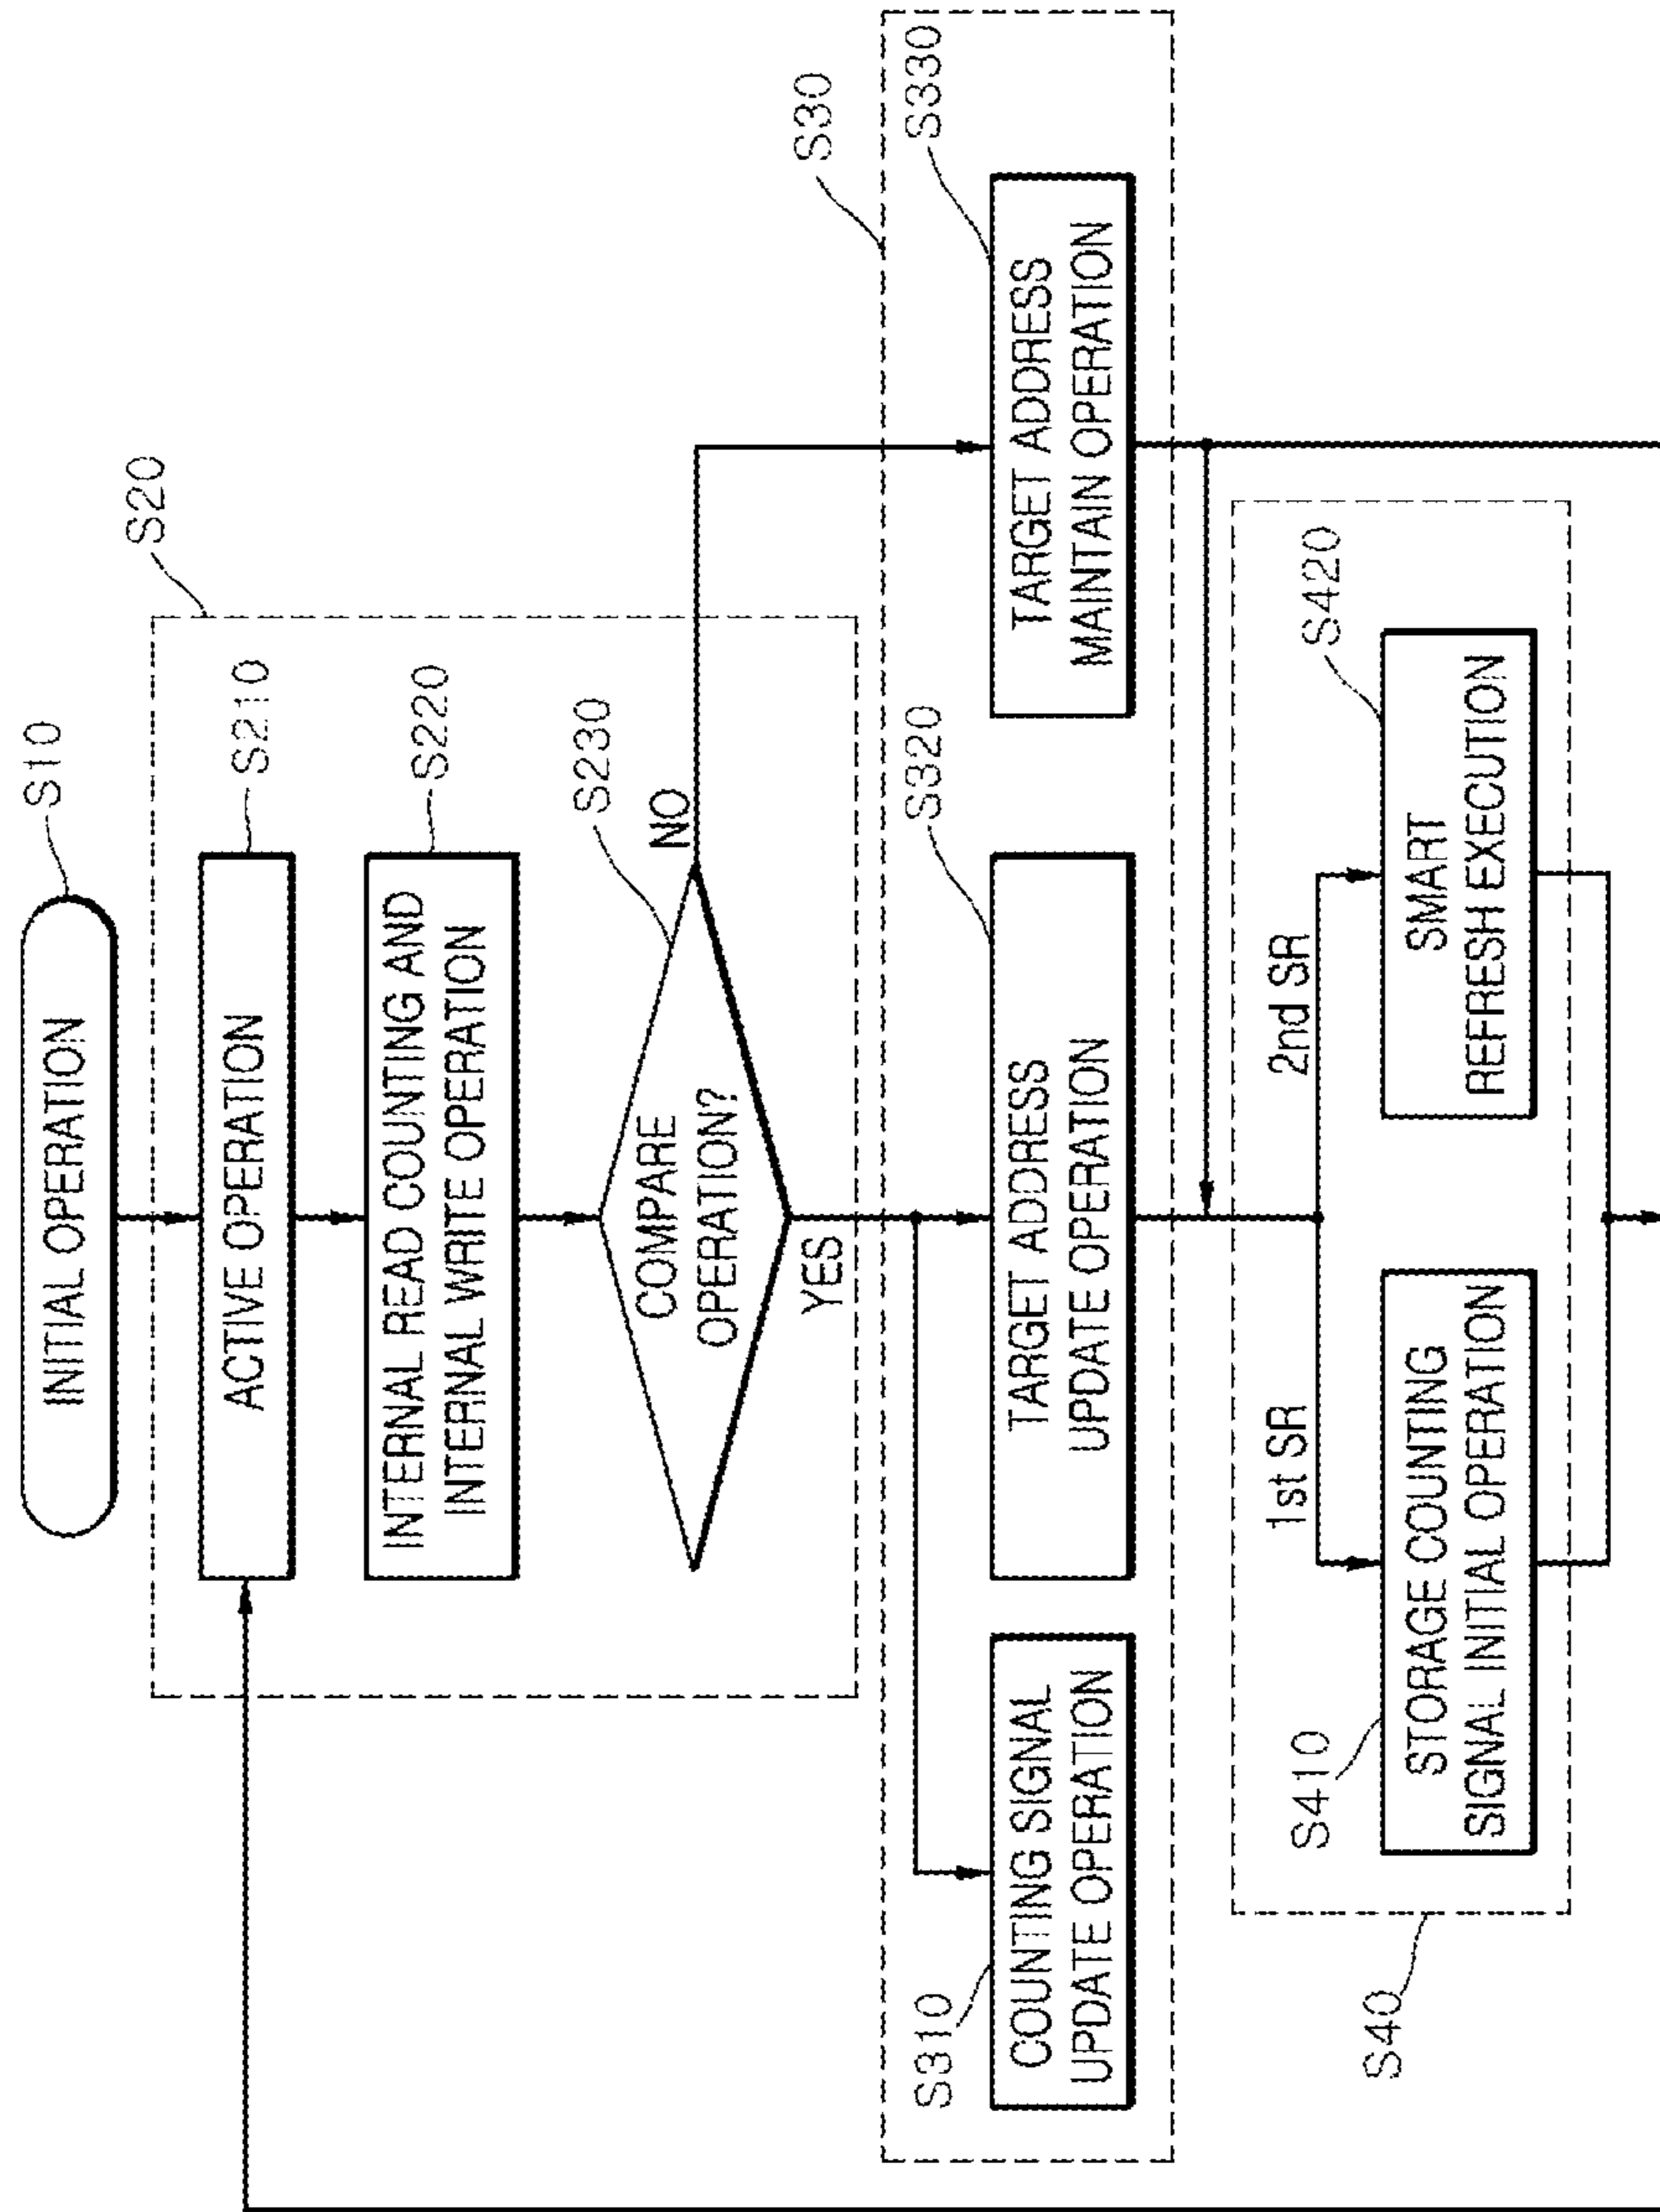 INITIAL OPERATION
S10
S20
ACTIVE OPERATION
S210
INTERNAL READ COUNTING AND
INTERNAL WRITE OPERATION
S220
COMPARE
OPERATION?
S230
NO
YES
S30
COUNTING SIGNAL
UPDATE OPERATION
S310
TARGET ADDRESS
UPDATE OPERATION
S320
TARGET ADDRESS
MAINTAIN OPERATION
S330
1st SR
2nd SR
S410
STORAGE COUNTING
SIGNAL INITIAL OPERATION
SMART
REFRESH EXECUTION
S420
S40